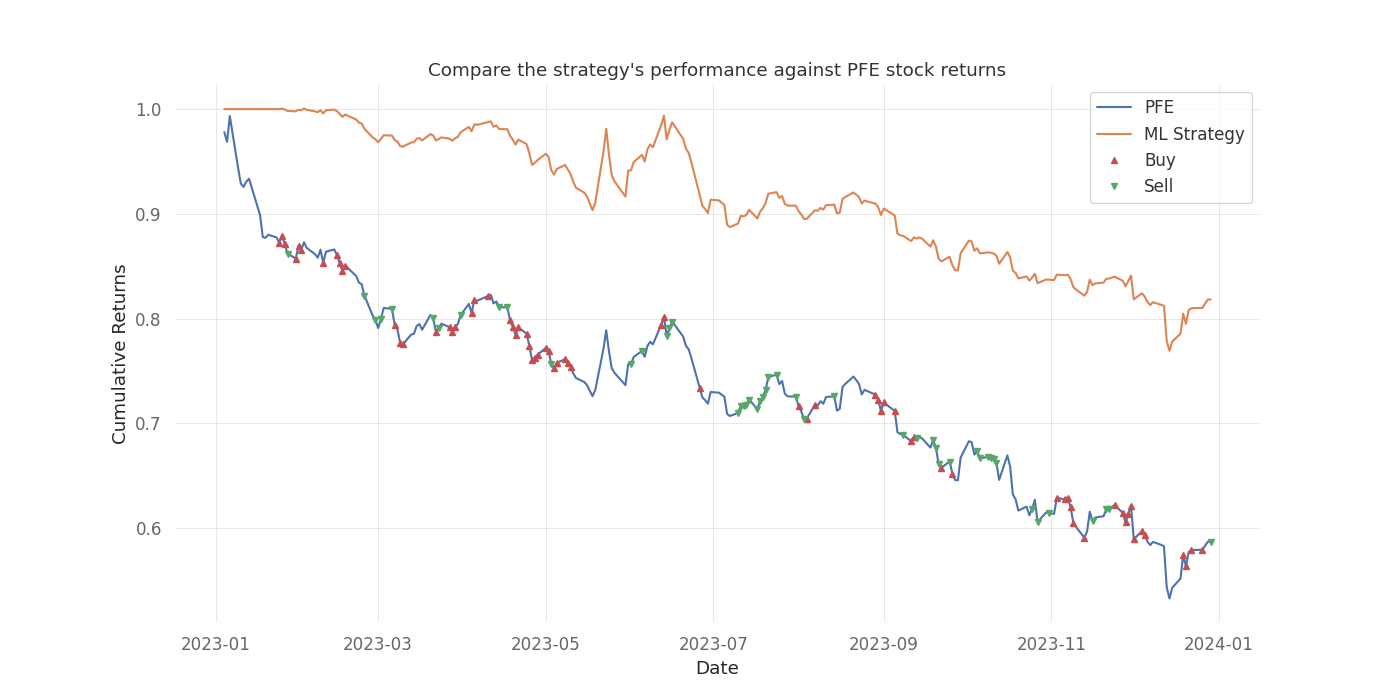 Compare the strategy's performance against PFE stock returns
PFE
ML Strategy
Buy
Sell
1.0
0.9
0.8
0.7
0.6
Cumulative Returns
2023-01
2023-03
2023-05
2023-07
2023-09
2023-11
2024-01
Date